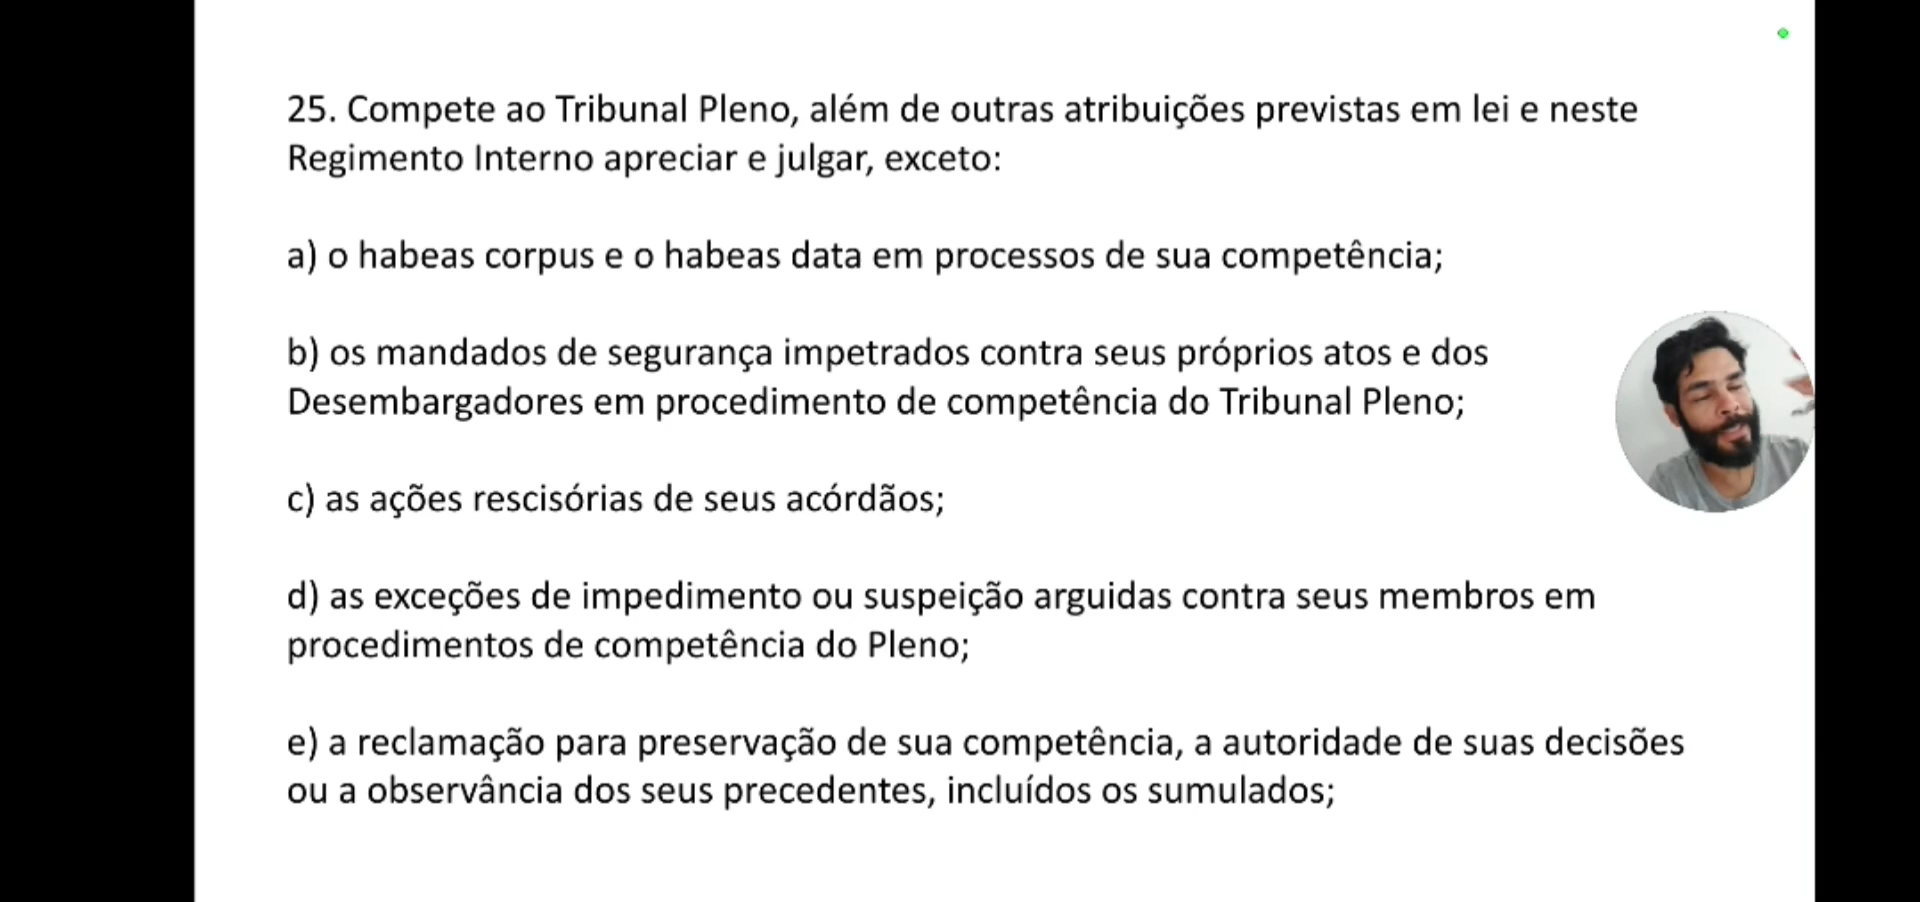 25. Compete ao Tribunal Pleno, além de outras atribuições previstas em lei e neste
Regimento Interno apreciar e julgar, exceto:
a) o habeas corpus e o habeas data em processos de sua competência;
b) os mandados de segurança impetrados contra seus próprios atos e dos
Desembargadores em procedimento de competência do Tribunal Pleno;
c) as ações rescisórias de seus acórdãos;
d) as exceções de impedimento ou suspeição arguidas contra seus membros em
procedimentos de competência do Pleno;
e) a reclamação para preservação de sua competência, a autoridade de suas decisões
ou a observância dos seus precedentes, incluídos os sumulados;